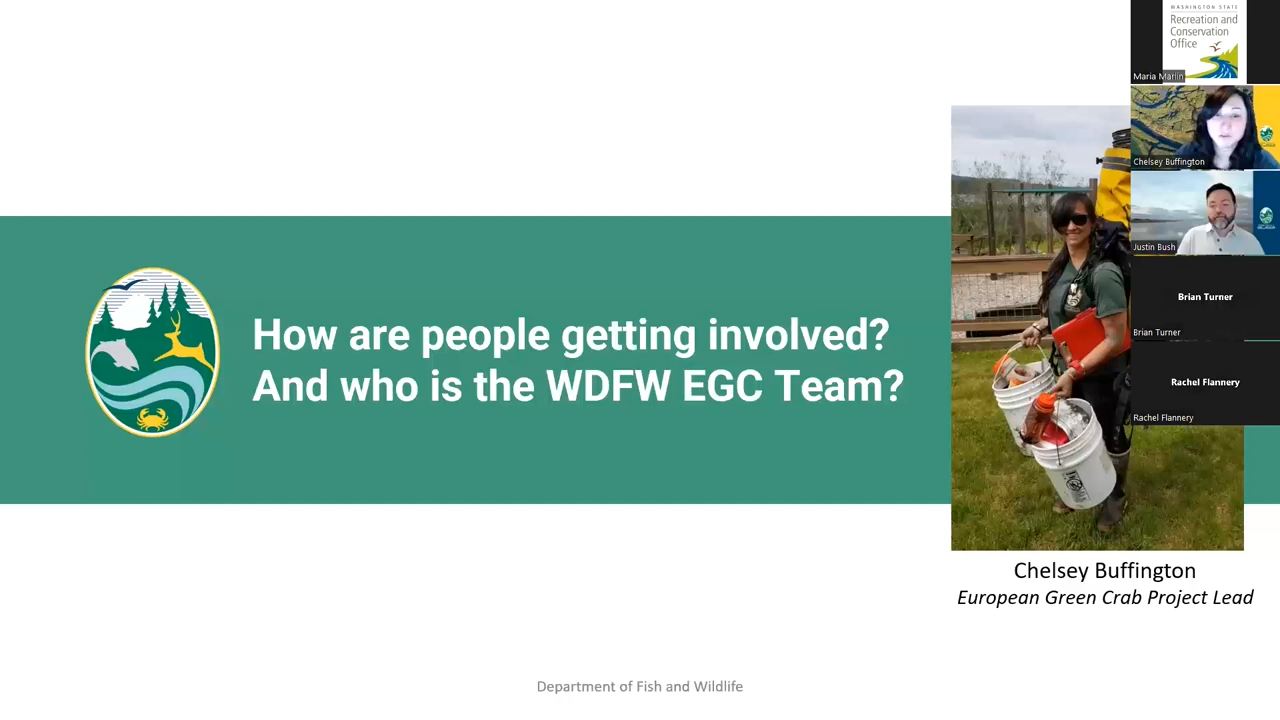 How are people getting involved?
And who is the WDFW EGC Team?
Chelsey Buffington
European Green Crab Project Lead
Department of Fish and Wildlife
WASHINGTON STATE
Recreation and
Conservation
Office
Maria Marlin
Chelsey Buffington
Justin Bush
Brian Turner
Brian Turner
Rachel Flannery
Rachel Flannery